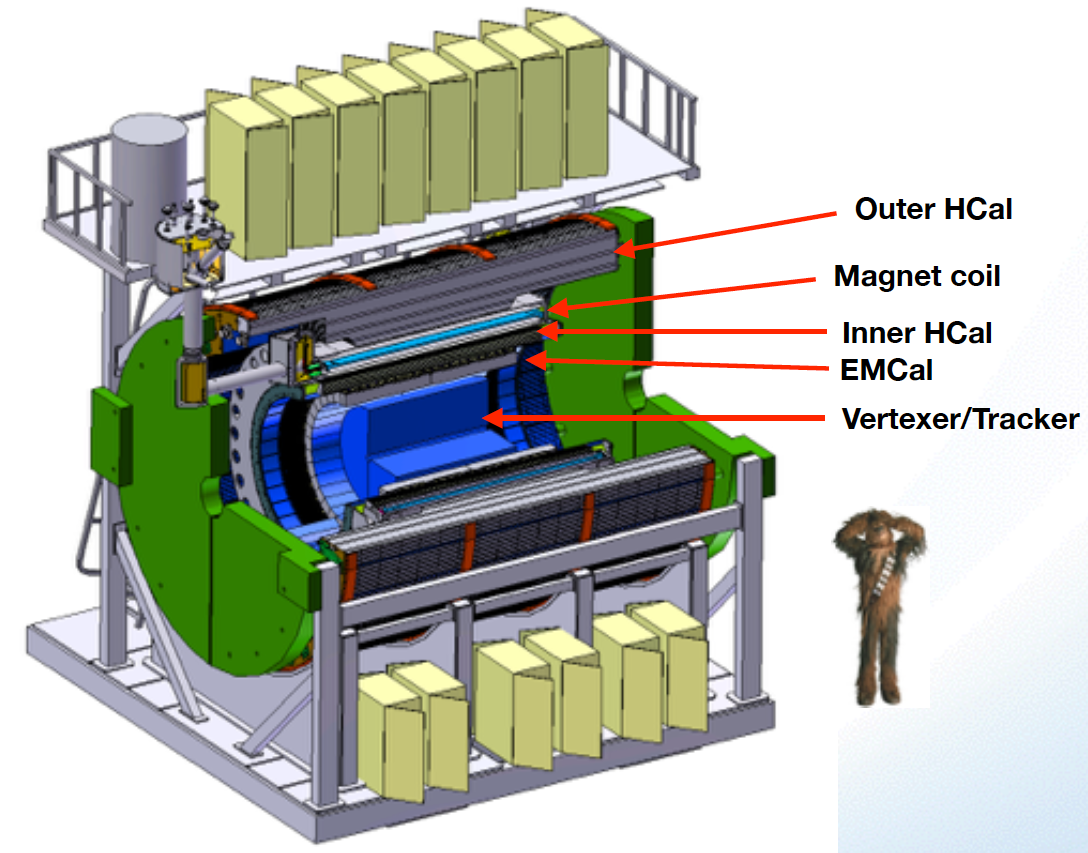 Outer HCal
Magnet coil
Inner HCal
EMCal
Vertexer/Tracker